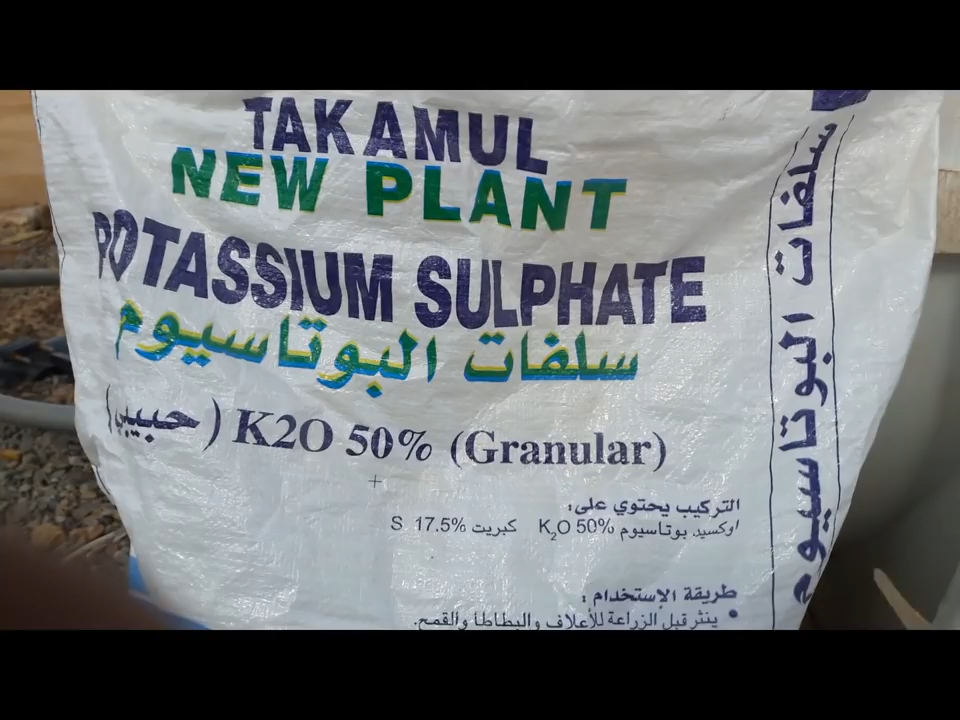 TAKAMUL
NEW PLANT
POTASSIUM SULPHATE
سلفات البوتاسيوم
K2O 50% (Granular) (حبيبي)
+
التركيب يحتوي على:
اوكسيد بوتاسيوم K₂O 50% كبريت S 17.5%
طريقة الإستخدام :
• ينثر قبل الزراعة للأعلاف والبطاطا والقمح.
سلفات البوتاسيوم